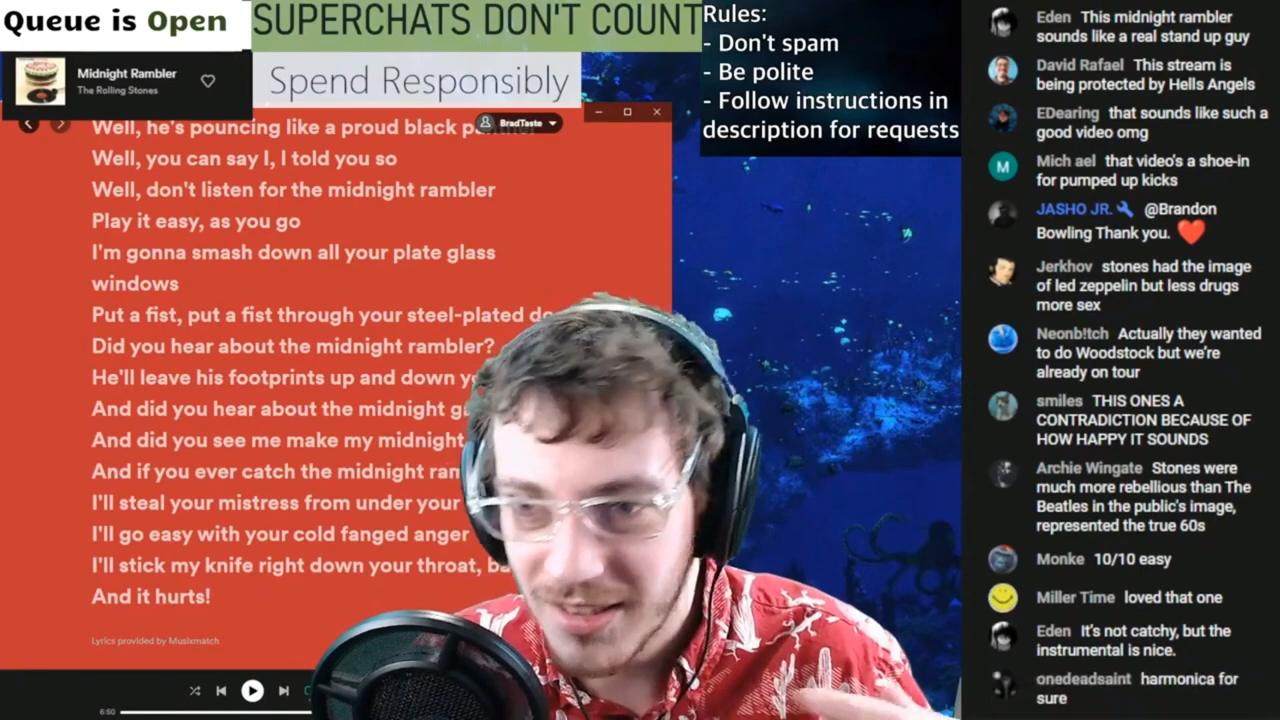 Queue is Open
SUPERCHATS DON'T COUNT
Spend Responsibly
Rules:
- Don't spam
- Be polite
- Follow instructions in
description for requests
Midnight Rambler
The Rolling Stones
BradTaste
Well, he's pouncing like a proud black
Well, you can say I, I told you so
Well, don't listen for the midnight rambler
Play it easy, as you go
I'm gonna smash down all your plate glass
windows
Put a fist, put a fist through your steel-plated
Did you hear about the midnight rambler?
He'll leave his footprints up and down
And did you hear about the midnight
And did you see me make my midnight
And if you ever catch the midnight
I'll steal your mistress from under your
I'll go easy with your cold fanged anger
I'll stick my knife right down your throat,
And it hurts!
Lyrics provided by Musixmatch
6:50
Eden This midnight rambler
sounds like a real stand up guy
David Rafael This stream is
being protected by Hells Angels
EDearing that sounds like such a
good video omg
M
Mich ael that video's a shoe-in
for pumped up kicks
JASHO JR. @Brandon
Bowling Thank you.
Jerkhov stones had the image
of led zeppelin but less drugs
more sex
Neonb!tch Actually they wanted
to do Woodstock but we're
already on tour
smiles THIS ONES A
CONTRADICTION BECAUSE OF
HOW HAPPY IT SOUNDS
Archie Wingate Stones were
much more rebellious than The
Beatles in the public's image,
represented the true 60s
Monke 10/10 easy
Miller Time loved that one
Eden It's not catchy, but the
instrumental is nice.
onedeadsaint harmonica for
sure